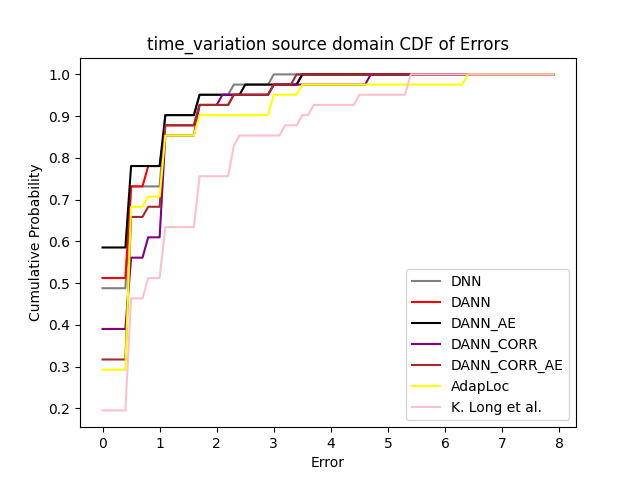 time_variation source domain CDF of Errors
Cumulative Probability
1.0
0.9
0.8
0.7
0.6
0.5
0.4
0.3
0.2
DNN
DANN
DANN_AE
DANN_CORR
DANN_CORR_AE
AdapLoc
K. Long et al.
0 1 2 3 4 5 6 7 8
Error